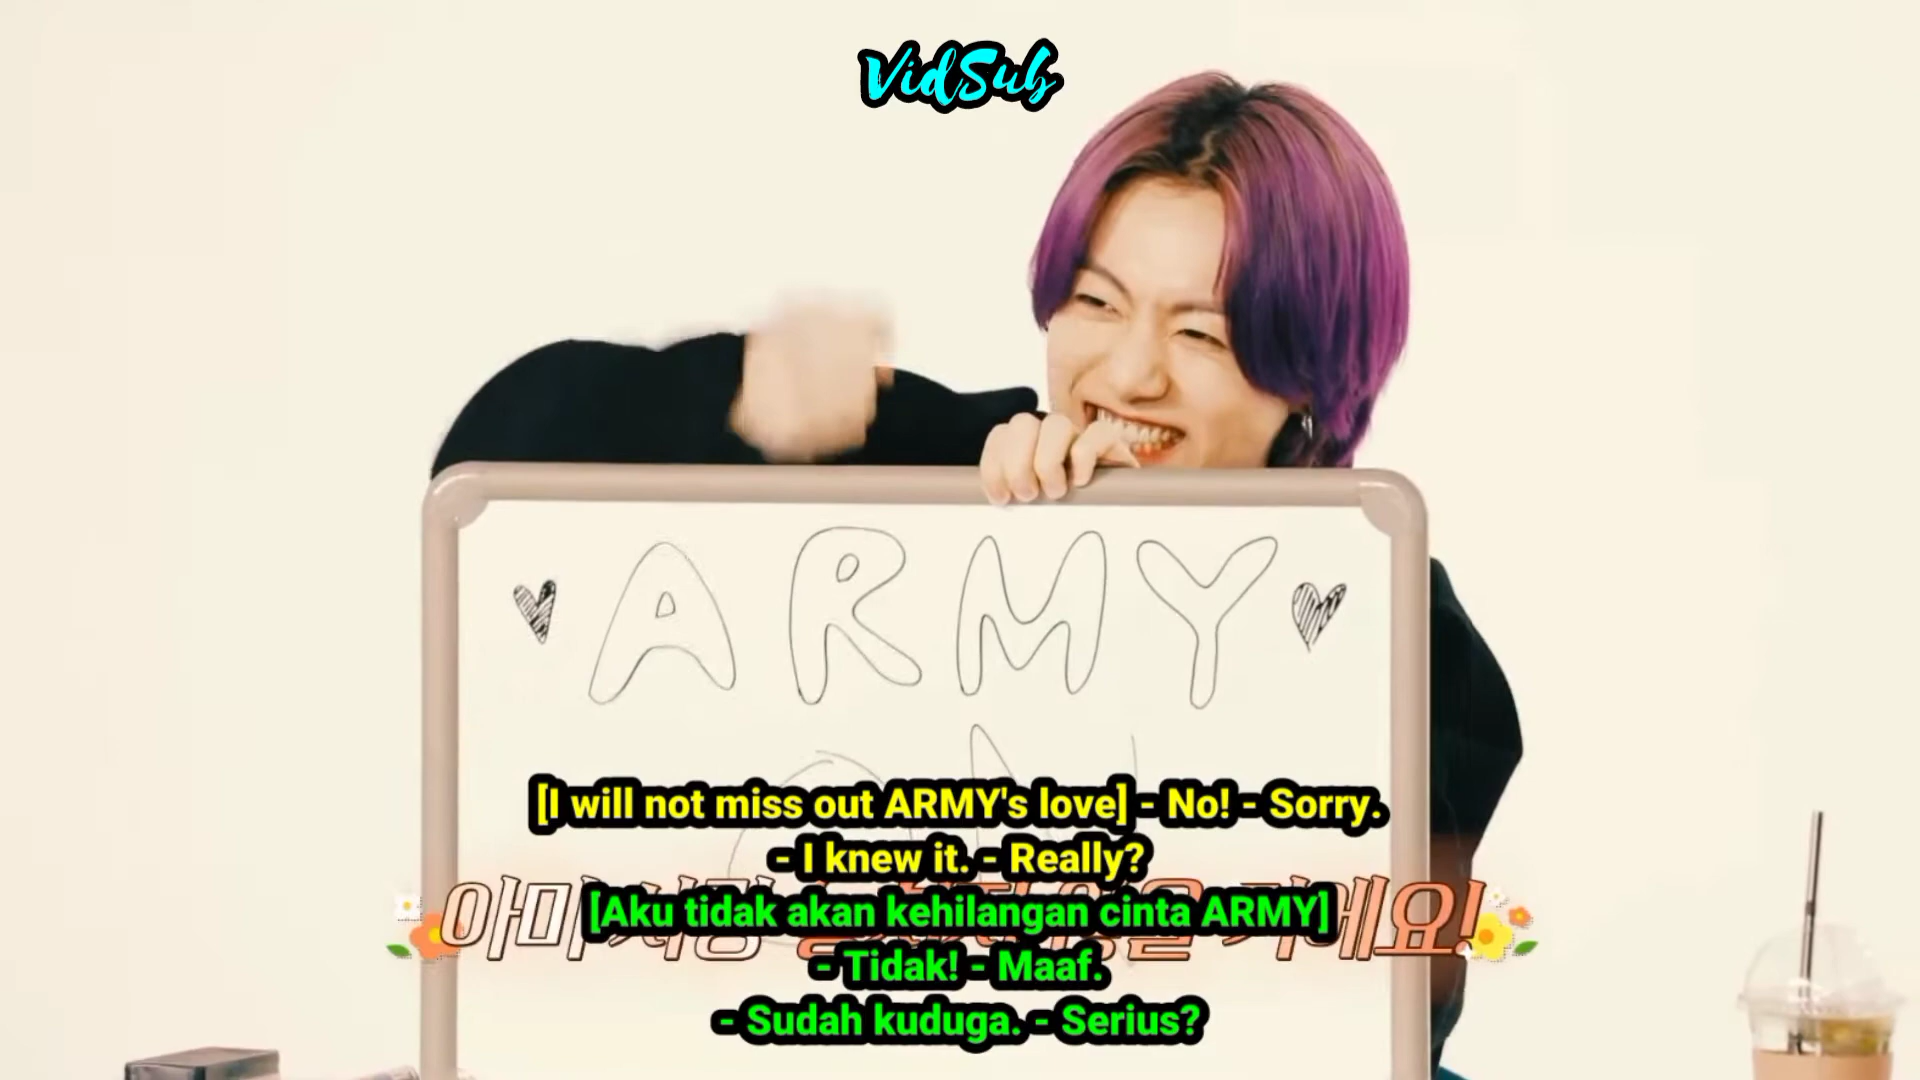 VidSub
ARMY
[I will not miss out ARMY's love] - No! - Sorry.
- I knew it. - Really?
[Aku tidak akan kehilangan cinta ARMY]
- Tidak! - Maaf.
- Sudah kuduga. - Serius?